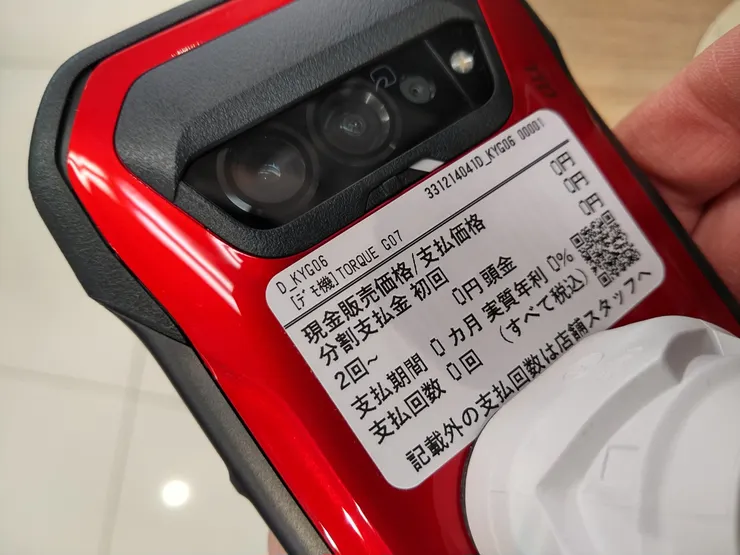 D_KYG06 331214041D_KYG06 00001
[デモ機]TORQUE G07
現金販売価格/支払価格 0円
分割支払金 初回 0円 頭金 0円
2回~ 0円
支払期間 0 カ月 実質年利 0%
支払回数 0回 (すべて税込)
記載外の支払回数は店舗スタッフへ